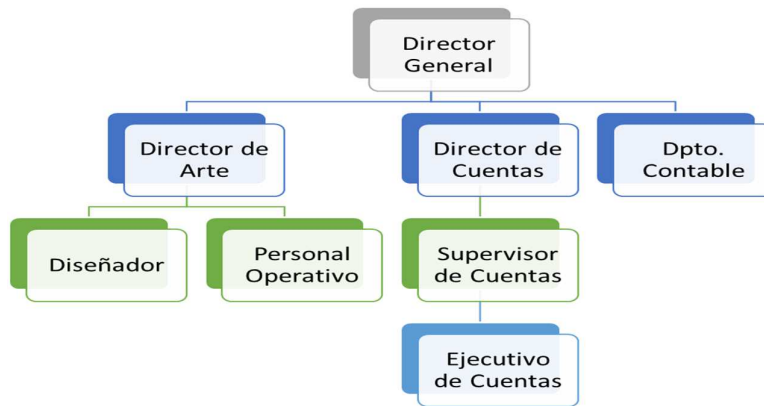 Director
General
Director de
Arte
Director de
Cuentas
Dpto.
Contable
Diseñador
Personal
Operativo
Supervisor
de Cuentas
Ejecutivo
de Cuentas